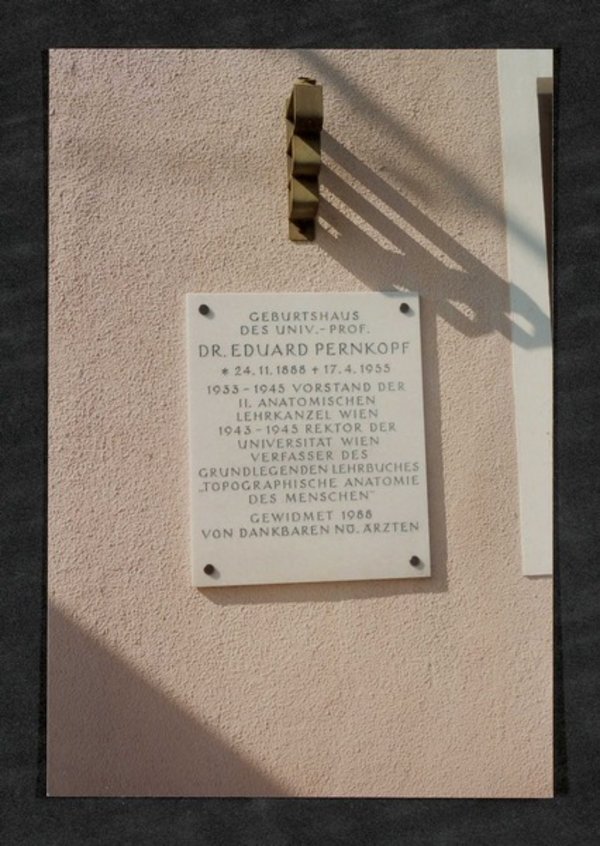 GEBURTSHAUS
DES UNIV.-PROF.
DR. EDUARD PERNKOPF
* 24.11.1888 + 17.4.1955
1933-1945 VORSTAND DER
II. ANATOMISCHEN
LEHRKANZEL WIEN
1943-1945 REKTOR DER
UNIVERSITÄT WIEN
VERFASSER DES
GRUNDLEGENDEN LEHRBUCHES
„TOPOGRAPHISCHE ANATOMIE
DES MENSCHEN"
GEWIDMET 1988
VON DANKBAREN NÖ. ÄRZTEN